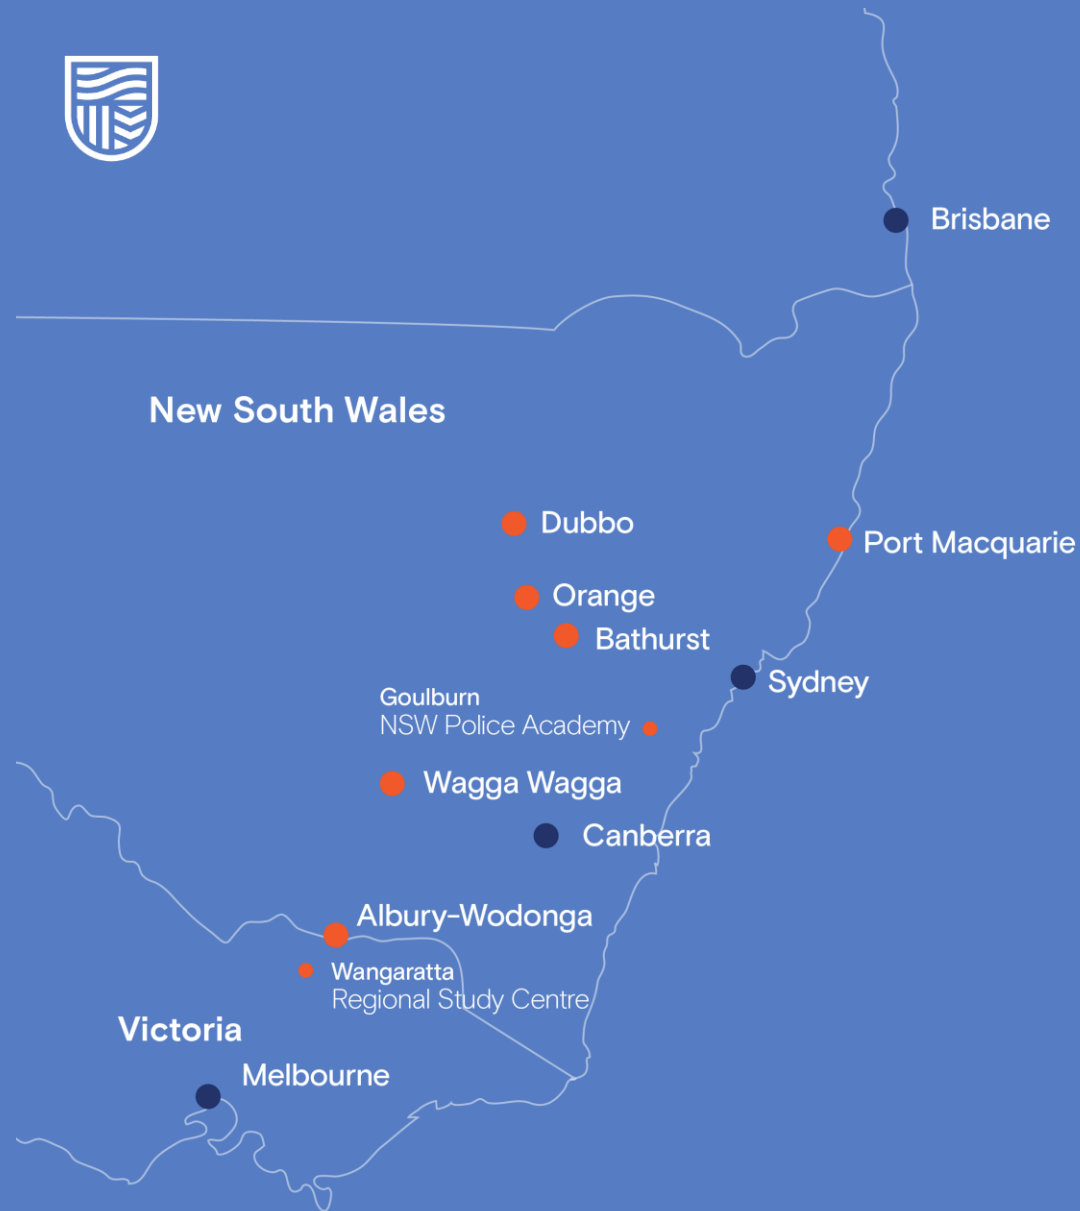 Brisbane
New South Wales
Dubbo
Port Macquarie
Orange
Bathurst
Sydney
Goulburn
NSW Police Academy
Wagga Wagga
Canberra
Albury-Wodonga
Wangaratta
Regional Study Centre
Victoria
Melbourne